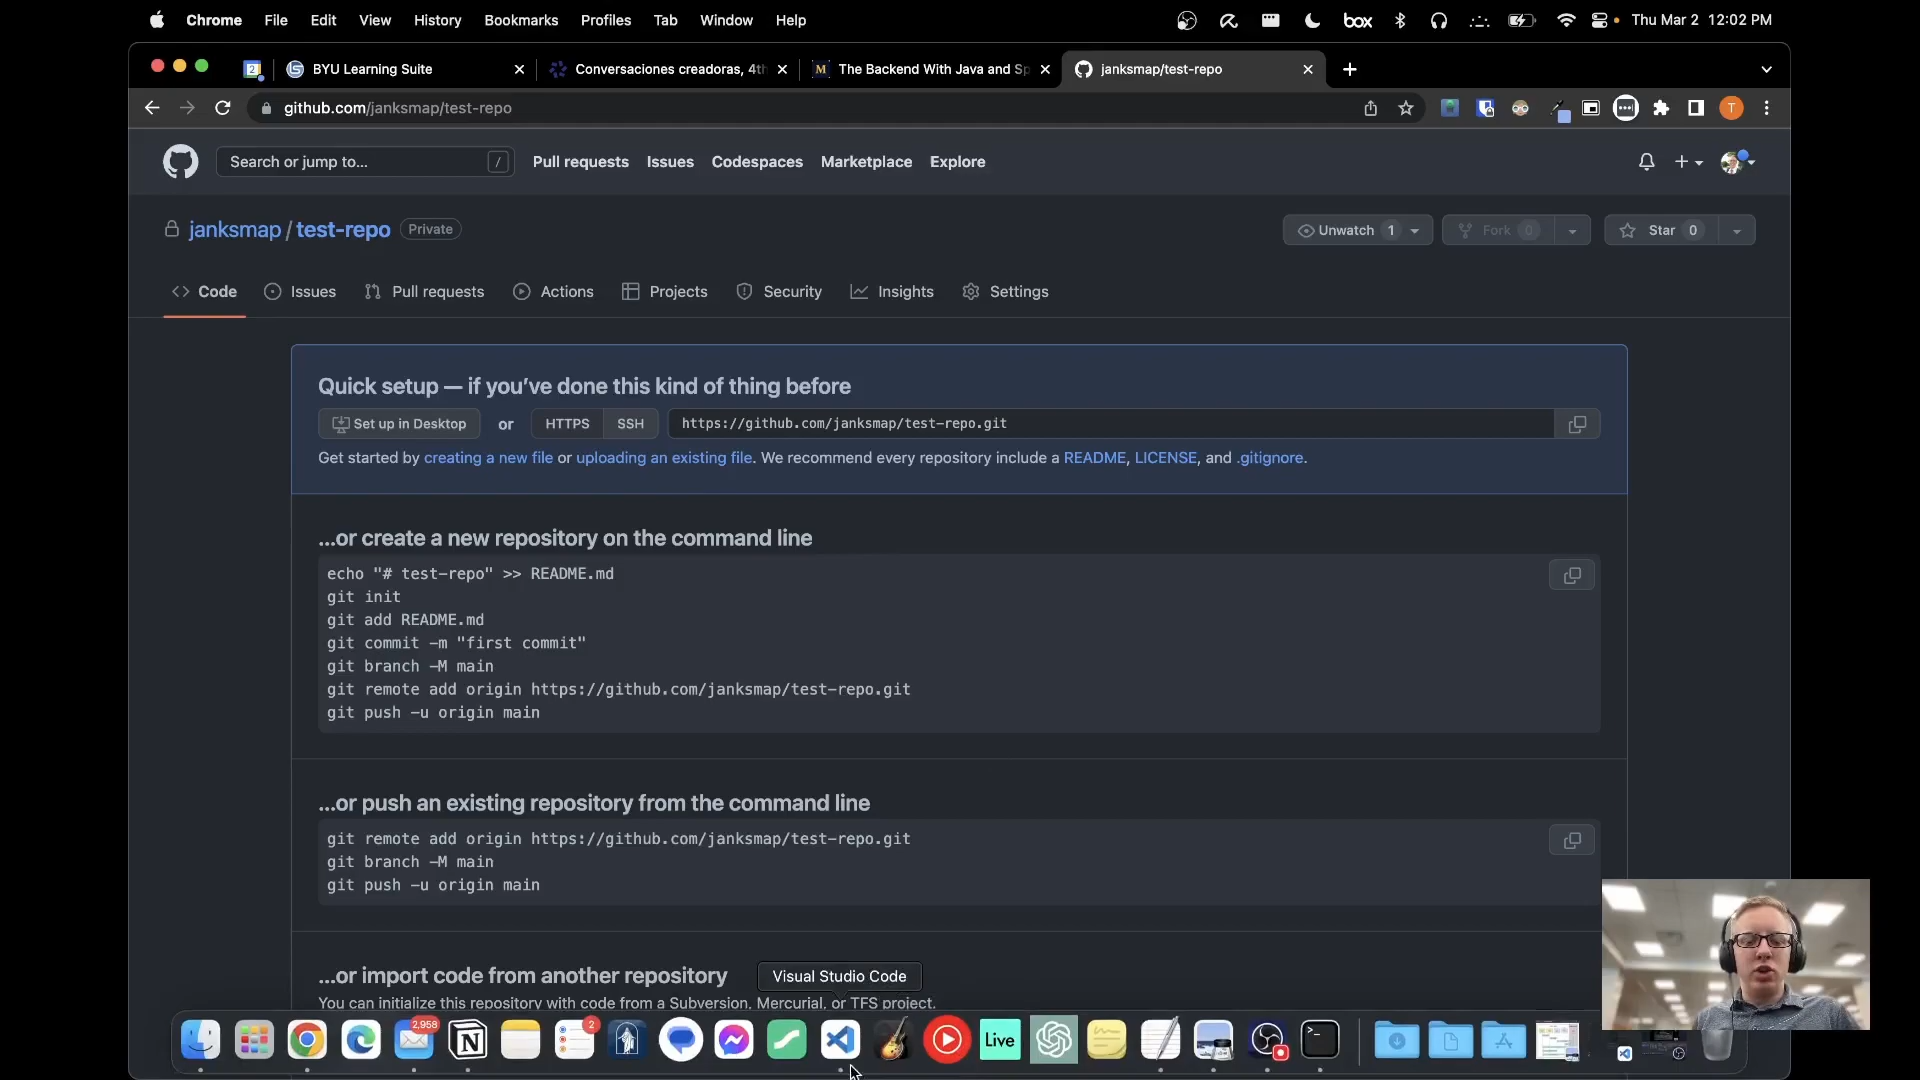 Chrome File Edit View History Bookmarks Profiles Tab Window Help box Thu Mar 2 12:02 PM
2 BYU Learning Suite Conversaciones creadoras, 4th M The Backend With Java and Sp janksmap/test-repo
github.com/janksmap/test-repo T
Search or jump to... / Pull requests Issues Codespaces Marketplace Explore
janksmap / test-repo Private Unwatch 1 Fork 0 Star 0
Code Issues Pull requests Actions Projects Security Insights Settings
Quick setup — if you've done this kind of thing before
Set up in Desktop or HTTPS SSH https://github.com/janksmap/test-repo.git
Get started by creating a new file or uploading an existing file. We recommend every repository include a README, LICENSE, and .gitignore.
...or create a new repository on the command line
echo "# test-repo" >> README.md
git init
git add README.md
git commit -m "first commit"
git branch -M main
git remote add origin https://github.com/janksmap/test-repo.git
git push -u origin main
...or push an existing repository from the command line
git remote add origin https://github.com/janksmap/test-repo.git
git branch -M main
git push -u origin main
...or import code from another repository
Visual Studio Code
You can initialize this repository with code from a Subversion, Mercurial, or TFS project.
2,958 2 Live